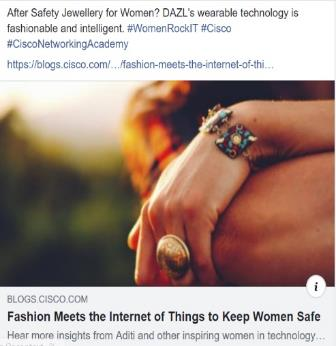 After Safety Jewellery for Women? DAZL's wearable technology is
fashionable and intelligent. #WomenRockIT #Cisco
#CiscoNetworkingAcademy
https://blogs.cisco.com/…/fashion-meets-the-internet-of-thi…
i
BLOGS.CISCO.COM
Fashion Meets the Internet of Things to Keep Women Safe
Hear more insights from Aditi and other inspiring women in technology…